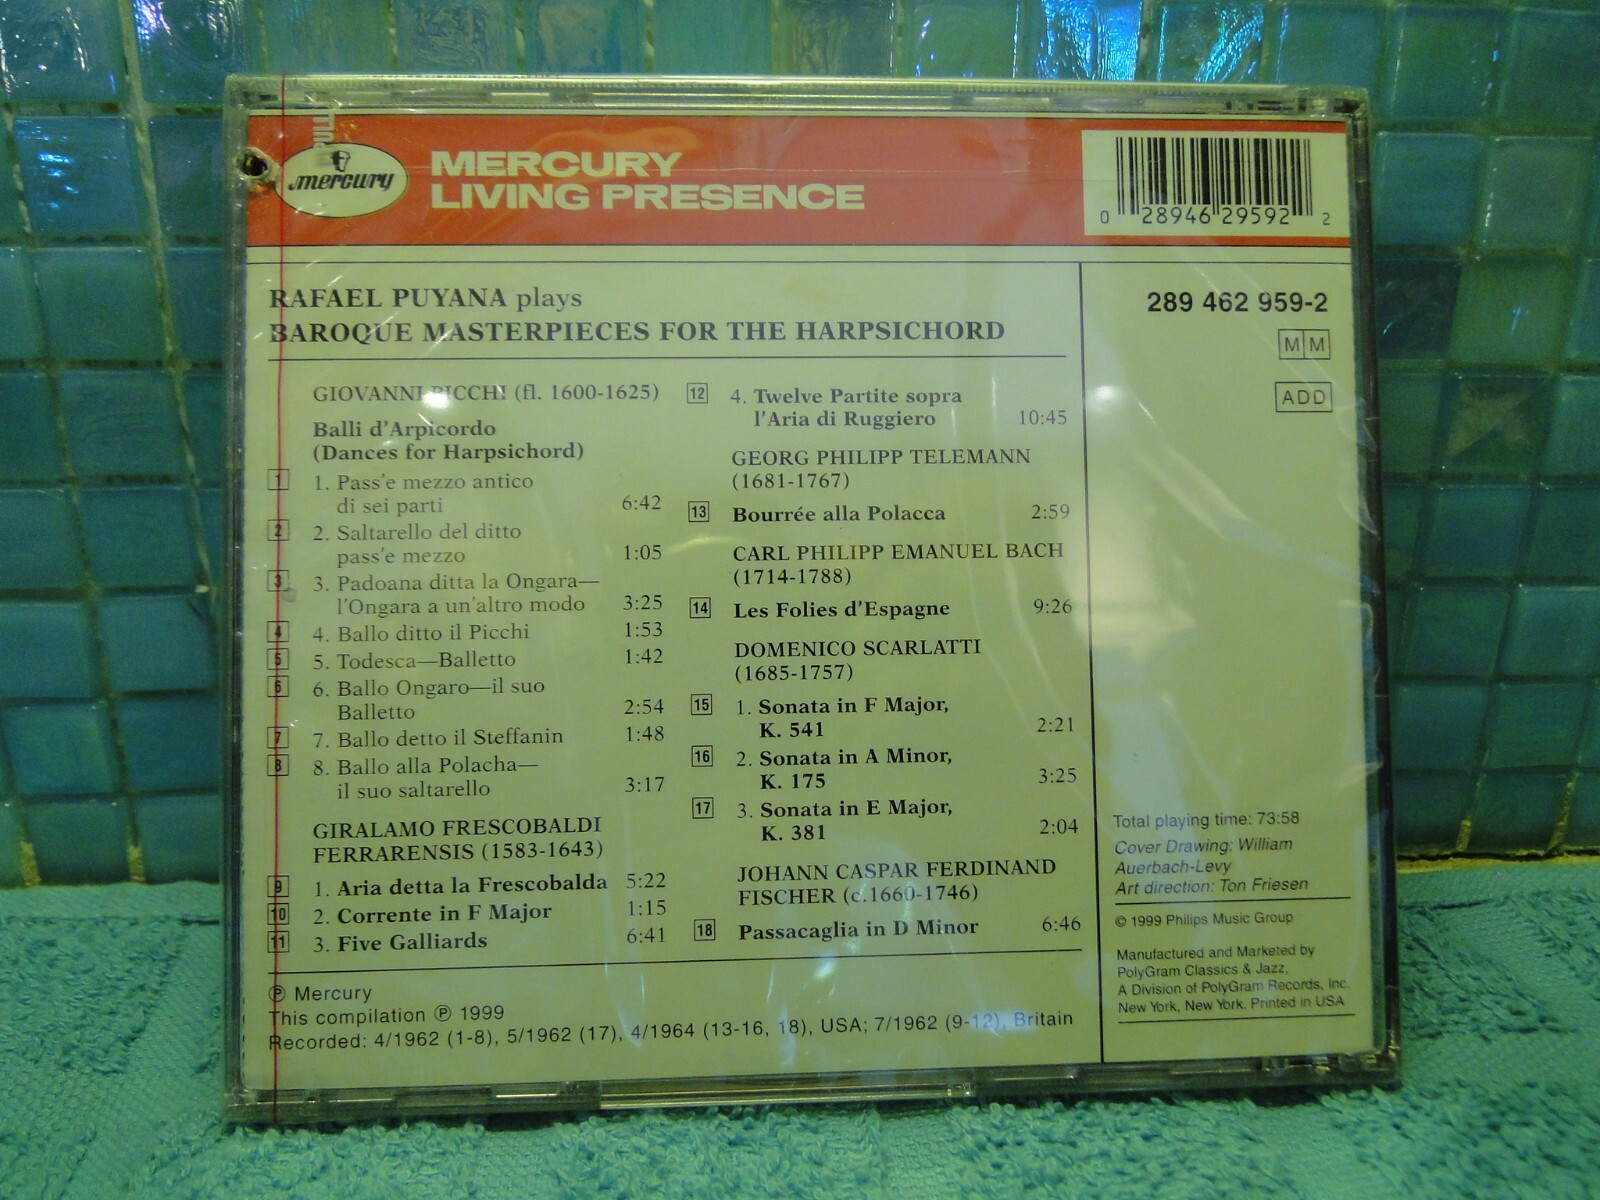 PULL
mercury
MERCURY
LIVING PRESENCE
0 28946 29592 2
RAFAEL PUYANA plays
BAROQUE MASTERPIECES FOR THE HARPSICHORD
289 462 959-2
MM
ADD
GIOVANNI PICCHI (fl. 1600-1625)
Balli d'Arpicordo
(Dances for Harpsichord)
1 1. Pass'e mezzo antico
di sei parti 6:42
2 2. Saltarello del ditto
pass'e mezzo 1:05
3 3. Padoana ditta la Ongara—
l'Ongara a un'altro modo 3:25
4 4. Ballo ditto il Picchi 1:53
5 5. Todesca—Balletto 1:42
6 6. Ballo Ongaro—il suo
Balletto 2:54
7 7. Ballo detto il Steffanin 1:48
8 8. Ballo alla Polacha—
il suo saltarello 3:17
GIRALAMO FRESCOBALDI
FERRARENSIS (1583-1643)
9 1. Aria detta la Frescobalda 5:22
10 2. Corrente in F Major 1:15
11 3. Five Galliards 6:41
12 4. Twelve Partite sopra
l'Aria di Ruggiero 10:45
GEORG PHILIPP TELEMANN
(1681-1767)
13 Bourrée alla Polacca 2:59
CARL PHILIPP EMANUEL BACH
(1714-1788)
14 Les Folies d'Espagne 9:26
DOMENICO SCARLATTI
(1685-1757)
15 1. Sonata in F Major,
K. 541 2:21
16 2. Sonata in A Minor,
K. 175 3:25
17 3. Sonata in E Major,
K. 381 2:04
JOHANN CASPAR FERDINAND
FISCHER (c.1660-1746)
18 Passacaglia in D Minor 6:46
Total playing time: 73:58
Cover Drawing: William
Auerbach-Levy
Art direction: Ton Friesen
© 1999 Philips Music Group
Manufactured and Marketed by
PolyGram Classics & Jazz,
A Division of PolyGram Records, Inc.
New York, New York. Printed in USA
℗ Mercury
This compilation ℗ 1999
Recorded: 4/1962 (1-8), 5/1962 (17), 4/1964 (13-16, 18), USA; 7/1962 (9-12), Britain